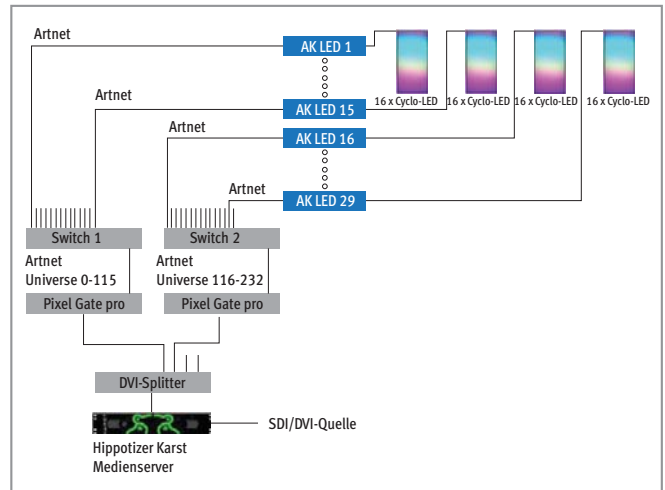 Artnet
AK LED 1
16 x Cyclo-LED 16 x Cyclo-LED 16 x Cyclo-LED 16 x Cyclo-LED
Artnet
AK LED 15
Artnet
AK LED 16
Artnet
AK LED 29
Switch 1
Switch 2
Artnet
Universe 0-115
Artnet
Universe 116-232
Pixel Gate pro
Pixel Gate pro
DVI-Splitter
SDI/DVI-Quelle
Hippotizer Karst
Medienserver